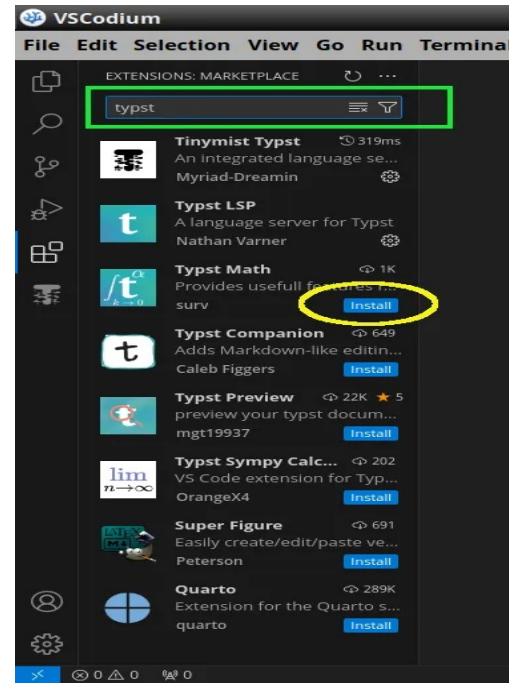 VSCodium
File Edit Selection View Go Run Termina
EXTENSIONS: MARKETPLACE
typst
Tinymist Typst 319ms
An integrated language se...
Myriad-Dreamin
t
Typst LSP
A language server for Typst
Nathan Varner
Typst Math 1K
Provides usefull features f...
surv Install
t
Typst Companion 649
Adds Markdown-like editin...
Caleb Figgers Install
Typst Preview 22K ★ 5
preview your typst docum...
mgt19937 Install
lim
n→∞
Typst Sympy Calc... 202
VS Code extension for Typ...
OrangeX4 Install
Super Figure 691
Easily create/edit/paste ve...
Peterson Install
Quarto 289K
Extension for the Quarto s...
quarto Install
0 0 0